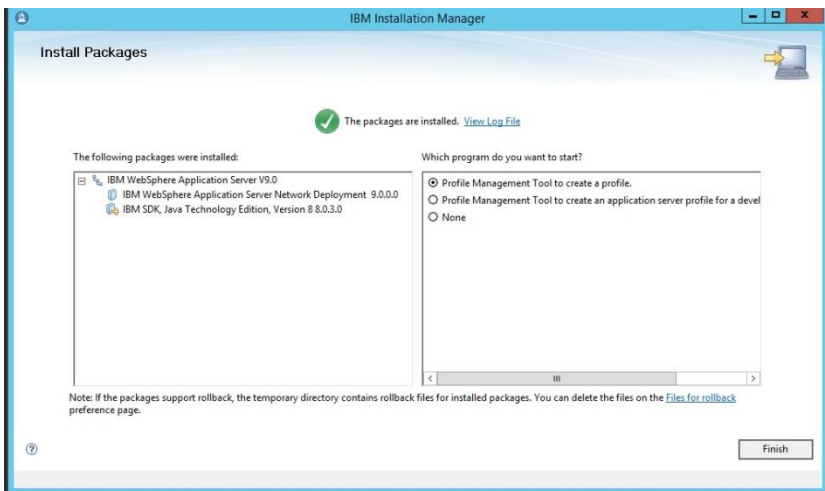 IBM Installation Manager
Install Packages
The packages are installed. View Log File
The following packages were installed:
IBM WebSphere Application Server V9.0
IBM WebSphere Application Server Network Deployment 9.0.0.0
IBM SDK, Java Technology Edition, Version 8 8.0.3.0
Which program do you want to start?
Profile Management Tool to create a profile.
Profile Management Tool to create an application server profile for a devel
None
Note: If the packages support rollback, the temporary directory contains rollback files for installed packages. You can delete the files on the Files for rollback
preference page.
Finish